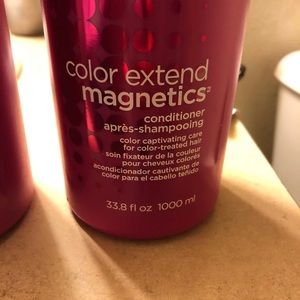 color extend
magnetics
conditioner
après-shampooing
color captivating care
for color-treated hair
soin fixateur de la couleur
pour cheveux colorés
acondicionador cautivante de
color para el cabello teñido
33.8 fl oz 1000 ml